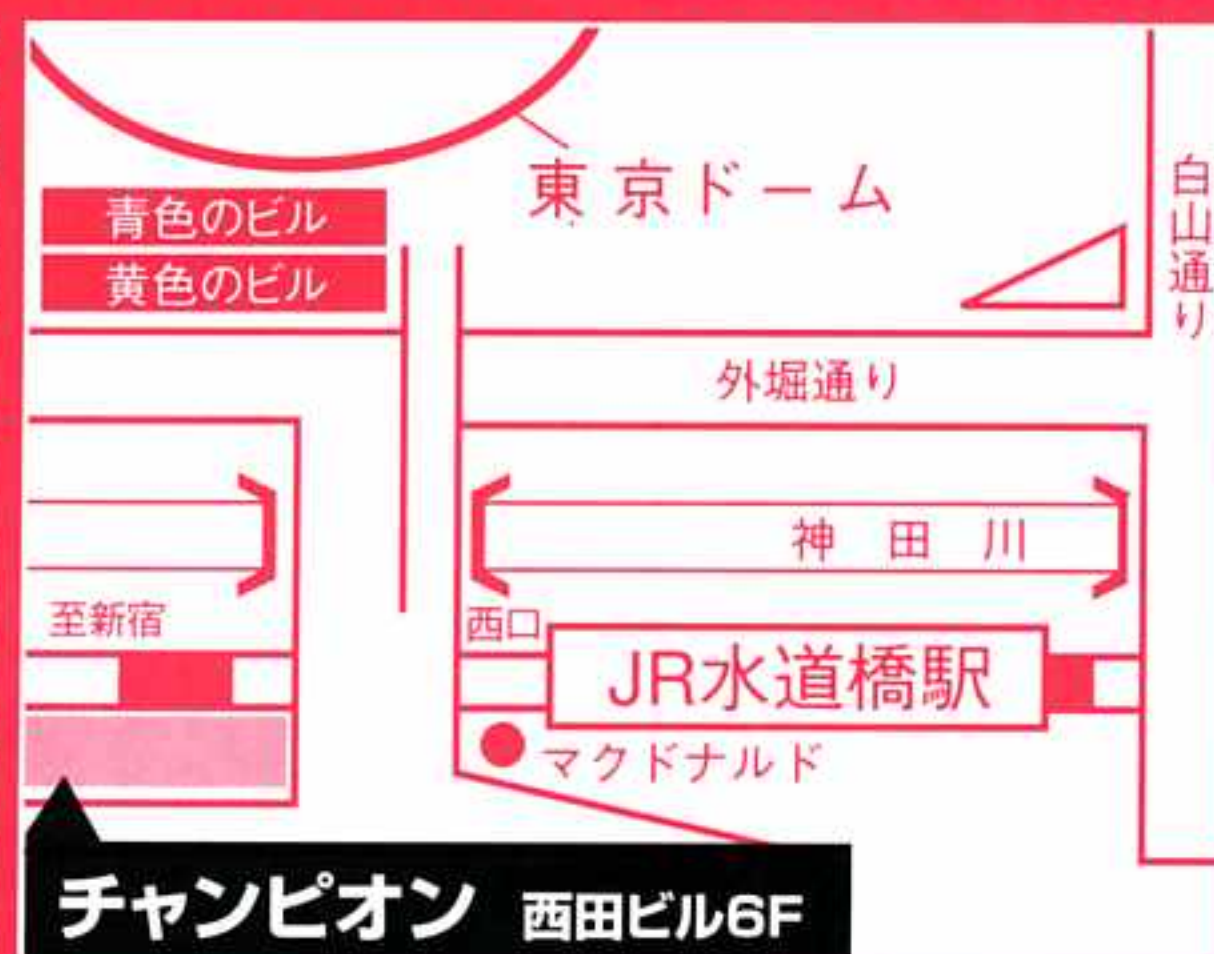 東京ドーム
白山通り
青色のビル
黄色のビル
外堀通り
神田川
至新宿
西口
JR水道橋駅
マクドナルド
チャンピオン 西田ビル6F